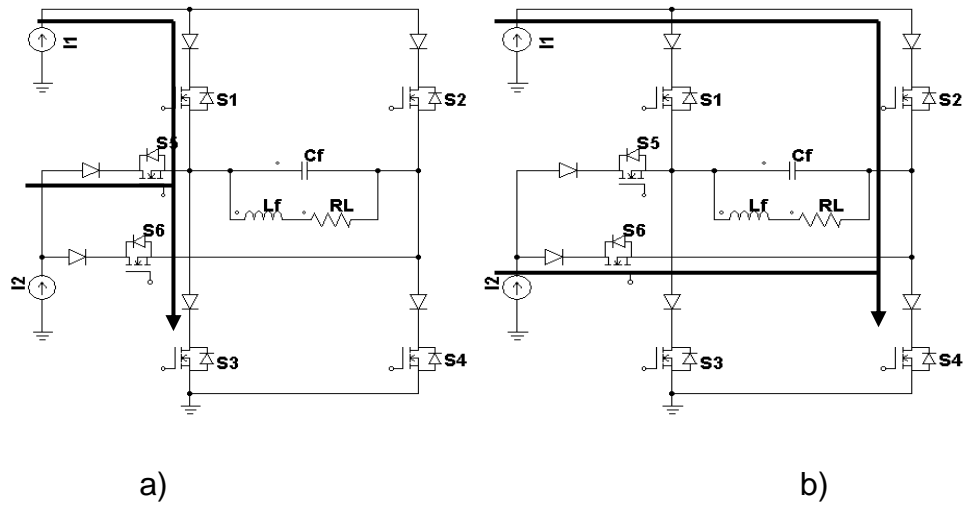 I1
S1
S2
S5
Cf
Lf
RL
S6
I2
S3
S4
I1
S1
S2
S5
Cf
Lf
RL
S6
I2
S3
S4
a)
b)